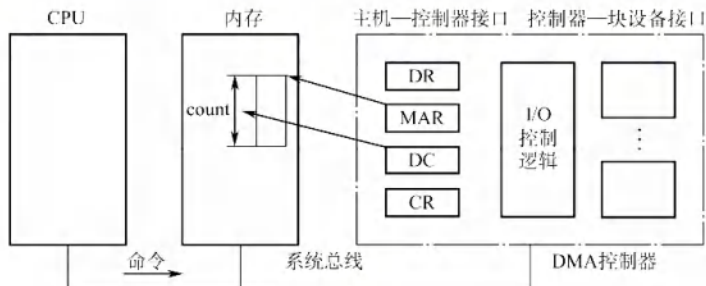 CPU
内存
主机—控制器接口
控制器—块设备接口
count
DR
MAR
DC
CR
I/O
控制
逻辑
⋮
命令
系统总线
DMA控制器